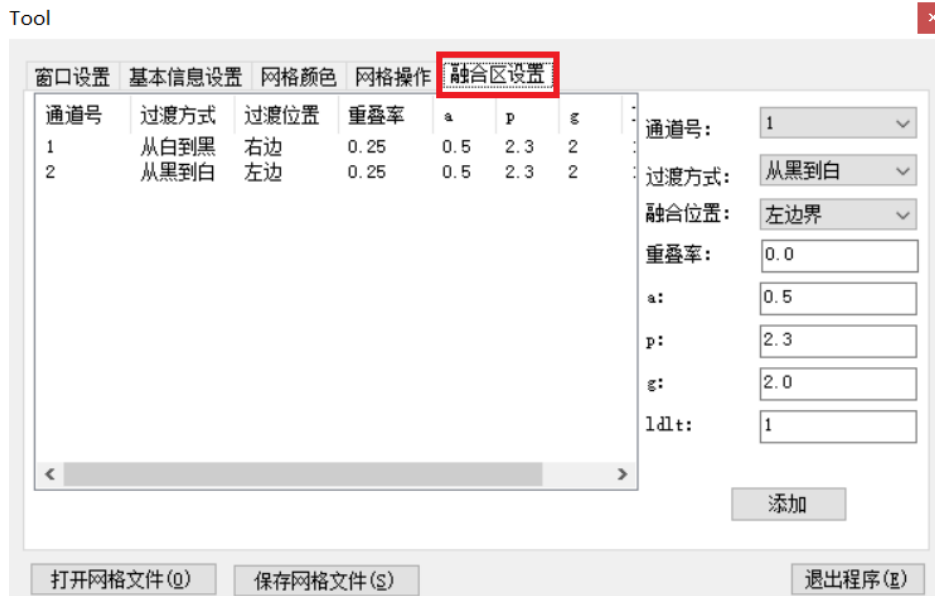 Tool
窗口设置 基本信息设置 网格颜色 网格操作 融合区设置
通道号 过渡方式 过渡位置 重叠率 a p g
1 从白到黑 右边 0.25 0.5 2.3 2
2 从黑到白 左边 0.25 0.5 2.3 2
通道号: 1
过渡方式: 从黑到白
融合位置: 左边界
重叠率: 0.0
a: 0.5
p: 2.3
g: 2.0
ldlt: 1
添加
打开网格文件(O) 保存网格文件(S) 退出程序(E)